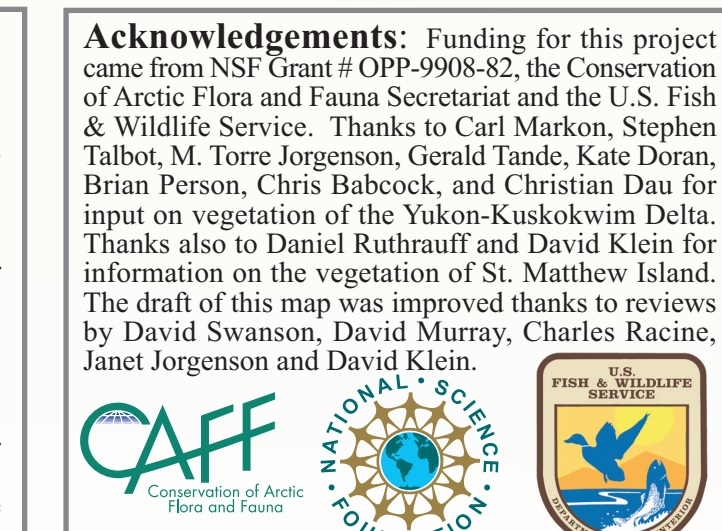 Acknowledgements: Funding for this project
came from NSF Grant # OPP-9908-82, the Conservation
of Arctic Flora and Fauna Secretariat and the U.S. Fish
& Wildlife Service. Thanks to Carl Markon, Stephen
Talbot, M. Torre Jorgenson, Gerald Tande, Kate Doran,
Brian Person, Chris Babcock, and Christian Dau for
input on vegetation of the Yukon-Kuskokwim Delta.
Thanks also to Daniel Ruthrauff and David Klein for
information on the vegetation of St. Matthew Island.
The draft of this map was improved thanks to reviews
by David Swanson, David Murray, Charles Racine,
Janet Jorgenson and David Klein.
CAFF
Conservation of Arctic
Flora and Fauna
NATIONAL • SCIENCE
• FOUNDATION
U.S.
FISH & WILDLIFE
SERVICE